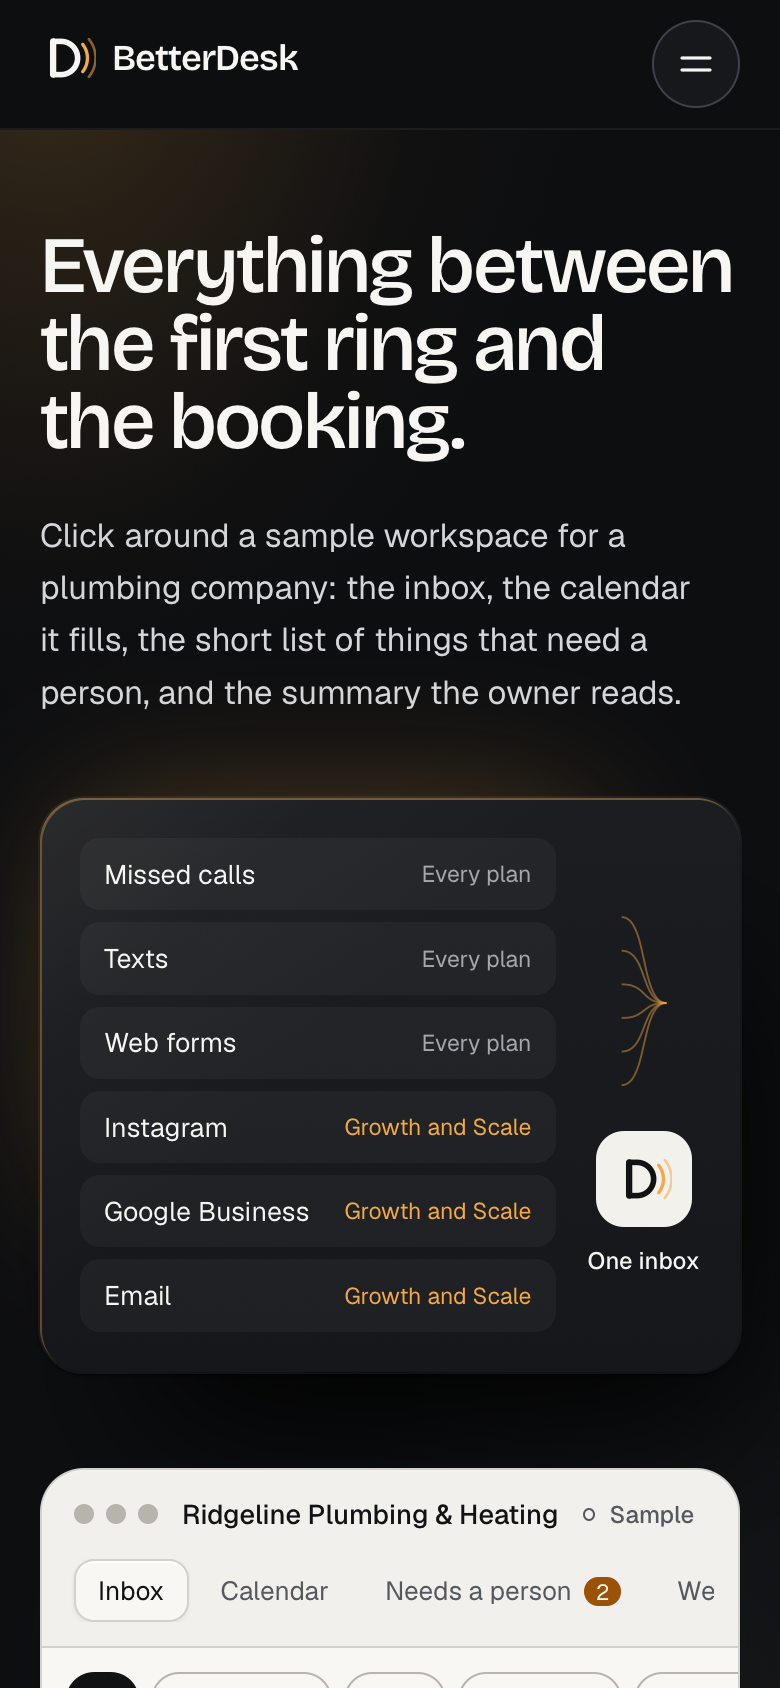 BetterDesk
Everything between
the first ring and
the booking.
Click around a sample workspace for a
plumbing company: the inbox, the calendar
it fills, the short list of things that need a
person, and the summary the owner reads.
Missed calls Every plan
Texts Every plan
Web forms Every plan
Instagram Growth and Scale
Google Business Growth and Scale
Email Growth and Scale
One inbox
Ridgeline Plumbing & Heating Sample
Inbox Calendar Needs a person 2 We